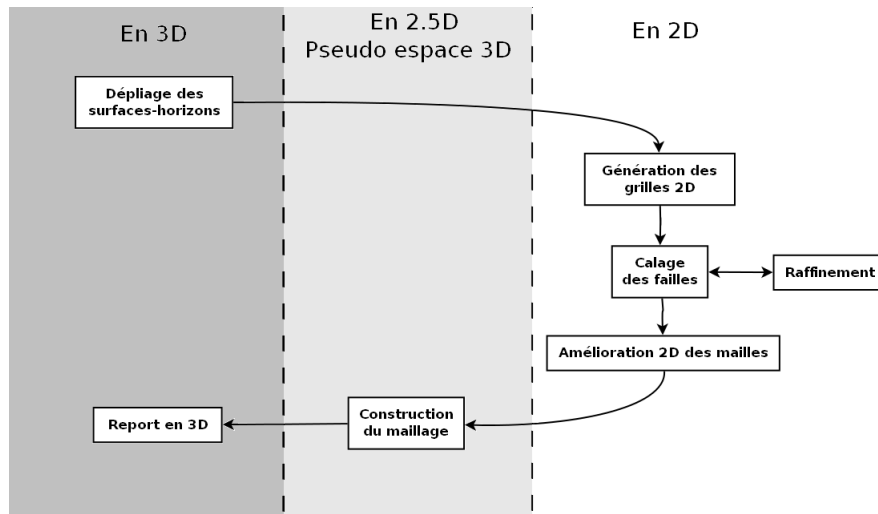 En 3D
En 2.5D
Pseudo espace 3D
En 2D
Dépliage des
surfaces-horizons
Génération des
grilles 2D
Calage
des failles
Raffinement
Amélioration 2D des mailles
Construction
du maillage
Report en 3D